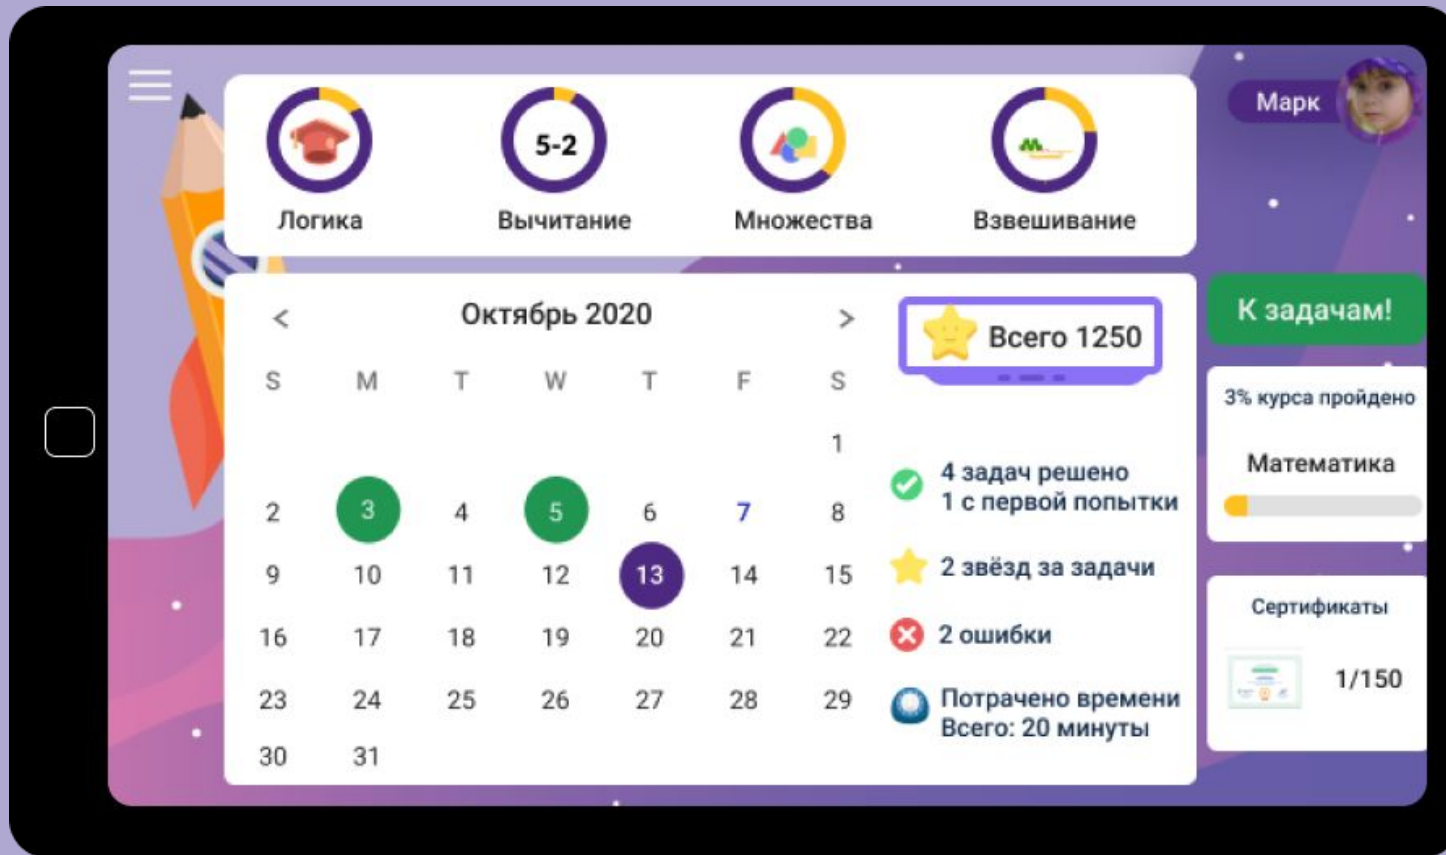 Марк
5-2
Логика
Вычитание
Множества
Взвешивание
< Октябрь 2020 >
S M T W T F S
1
2 3 4 5 6 7 8
9 10 11 12 13 14 15
16 17 18 19 20 21 22
23 24 25 26 27 28 29
30 31
Всего 1250
4 задач решено
1 с первой попытки
2 звёзд за задачи
2 ошибки
Потрачено времени
Всего: 20 минуты
К задачам!
3% курса пройдено
Математика
Сертификаты
1/150